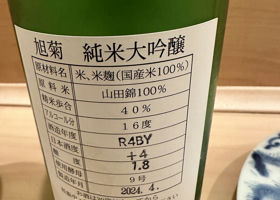 旭菊 純米大吟醸
原材料名 米、米麹(国産米100%)
原料米 山田錦100%
精米歩合 40%
アルコール分 16度
醸造年度 R4BY
日本酒度 +4
酸度 1.8
使用酵母 9号
製造年月 2024.4.